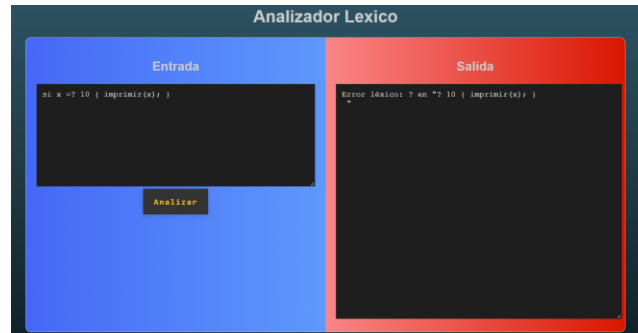 Analizador Lexico
Entrada
Salida
si x =? 10 { imprimir(x); }
Error léxico: ? en "? 10 { imprimir(x); }
"
Analizar